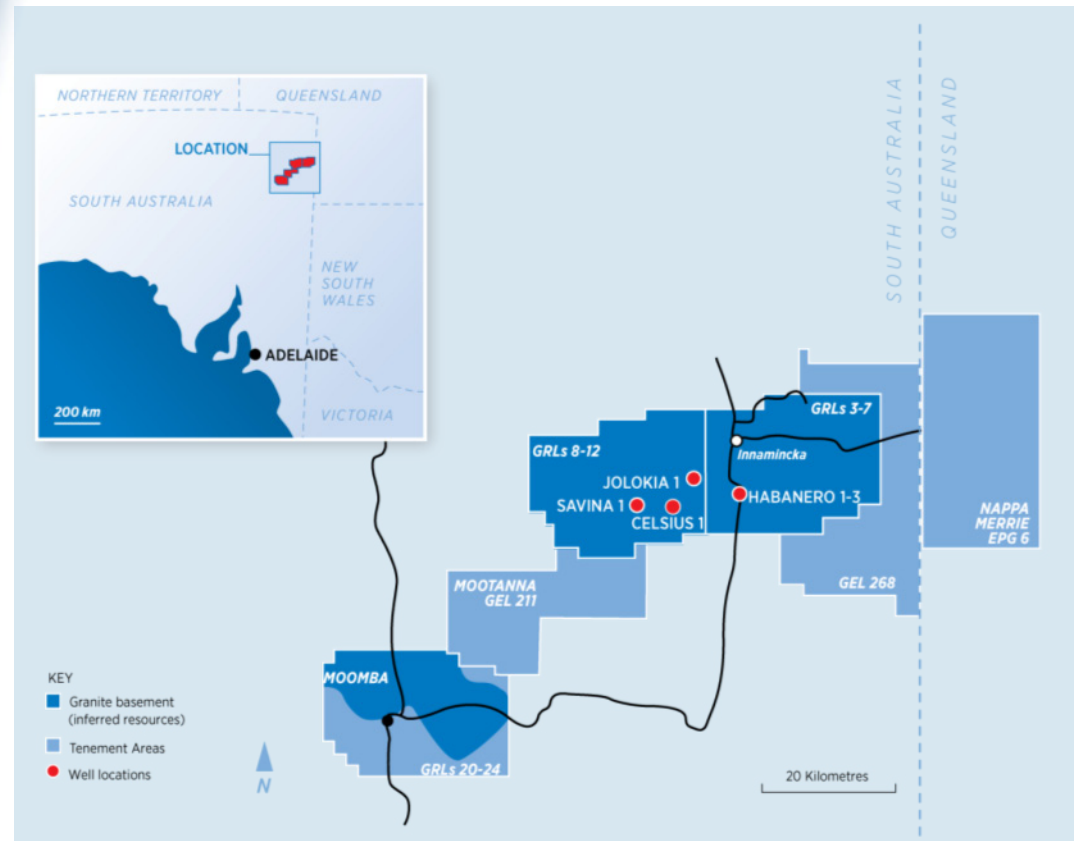 NORTHERN TERRITORY
QUEENSLAND
LOCATION
SOUTH AUSTRALIA
NEW
SOUTH
WALES
ADELAIDE
200 km
VICTORIA
SOUTH AUSTRALIA
QUEENSLAND
GRLs 3-7
GRLs 8-12
Innamincka
JOLOKIA 1
SAVINA 1
HABANERO 1-3
CELSIUS 1
NAPPA
MERRIE
EPG 6
MOOTANNA
GEL 211
GEL 268
MOOMBA
GRLs 20-24
KEY
Granite basement
(inferred resources)
Tenement Areas
Well locations
N
20 Kilometres